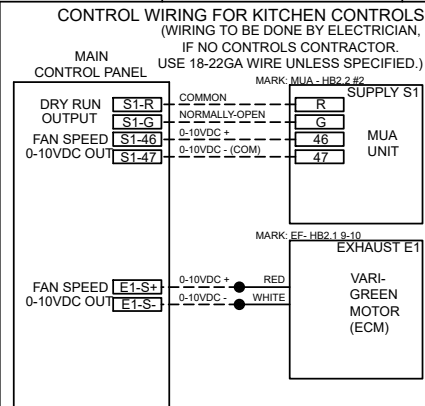 CONTROL WIRING FOR KITCHEN CONTROLS
(WIRING TO BE DONE BY ELECTRICIAN,
IF NO CONTROLS CONTRACTOR.
USE 18-22GA WIRE UNLESS SPECIFIED.)
MAIN
CONTROL PANEL
MARK: MUA - HB2.2 #2
SUPPLY S1
DRY RUN
OUTPUT
S1-R
COMMON
R
S1-G
NORMALLY-OPEN
G
FAN SPEED
0-10VDC OUT
S1-46
0-10VDC +
46
S1-47
0-10VDC - (COM)
47
MUA
UNIT
MARK: EF- HB2.1 9-10
EXHAUST E1
FAN SPEED
0-10VDC OUT
E1-S+
0-10VDC +
RED
E1-S-
0-10VDC -
WHITE
VARI-
GREEN
MOTOR
(ECM)